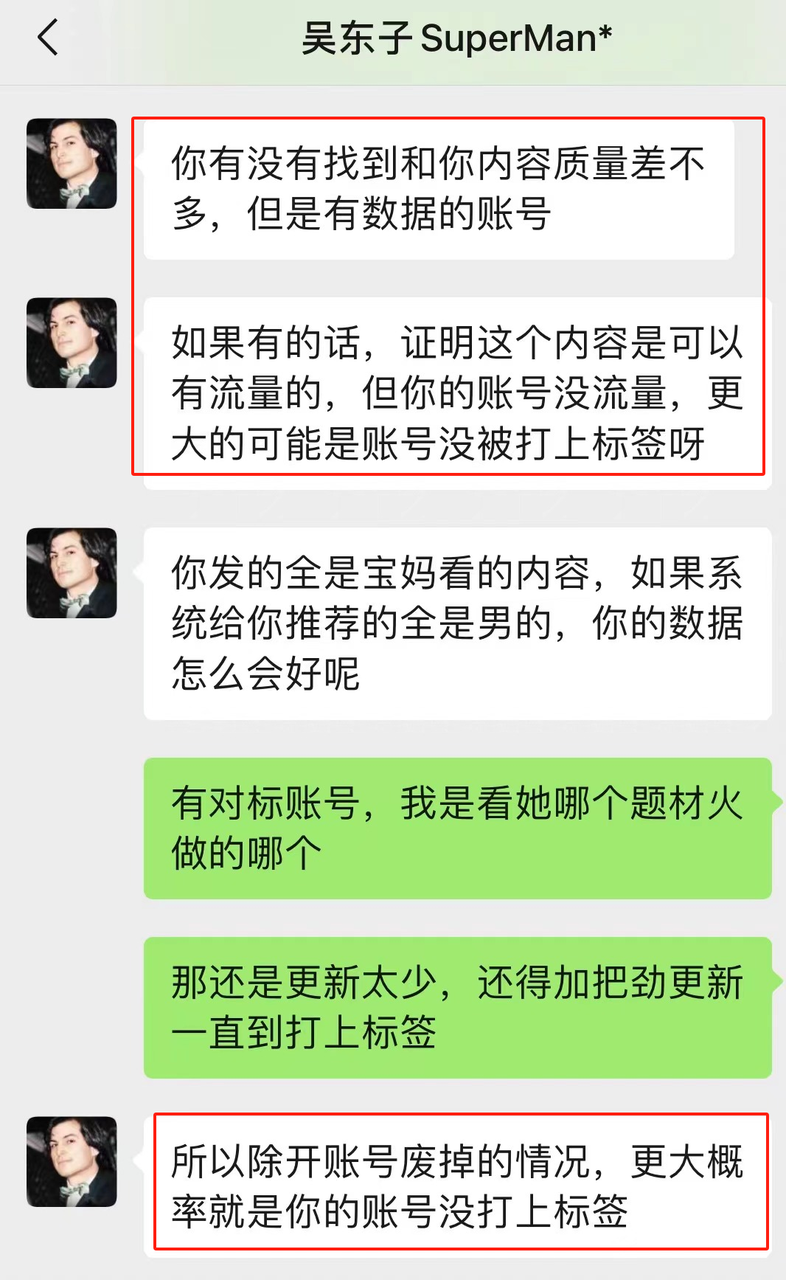 吴东子SuperMan*
你有没有找到和你内容质量差不
多，但是有数据的账号
如果有的话，证明这个内容是可以
有流量的，但你的账号没流量，更
大的可能是账号没被打上标签呀
你发的全是宝妈看的内容，如果系
统给你推荐的全是男的，你的数据
怎么会好呢
有对标账号，我是看她哪个题材火
做的哪个
那还是更新太少，还得加把劲更新
一直到打上标签
所以除开账号废掉的情况，更大概
率就是你的账号没打上标签